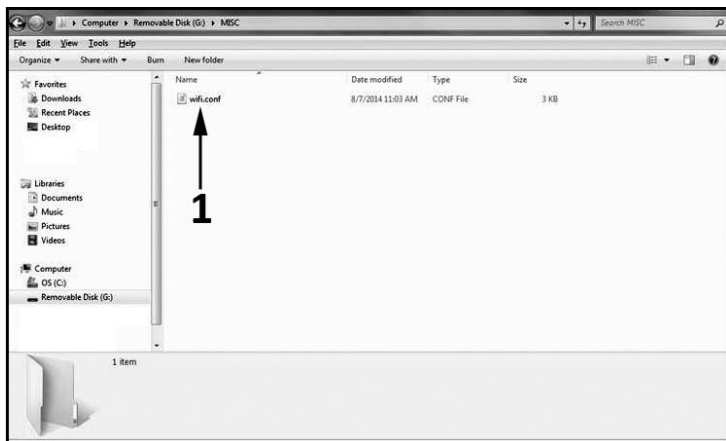 Computer ▸ Removable Disk (G:) ▸ MISC
Search MISC
File Edit View Tools Help
Organize Share with Burn New folder
Name Date modified Type Size
wifi.conf 8/7/2014 11:03 AM CONF File 3 KB
1
Favorites
Downloads
Recent Places
Desktop
Libraries
Documents
Music
Pictures
Videos
Computer
OS (C:)
Removable Disk (G:)
1 item